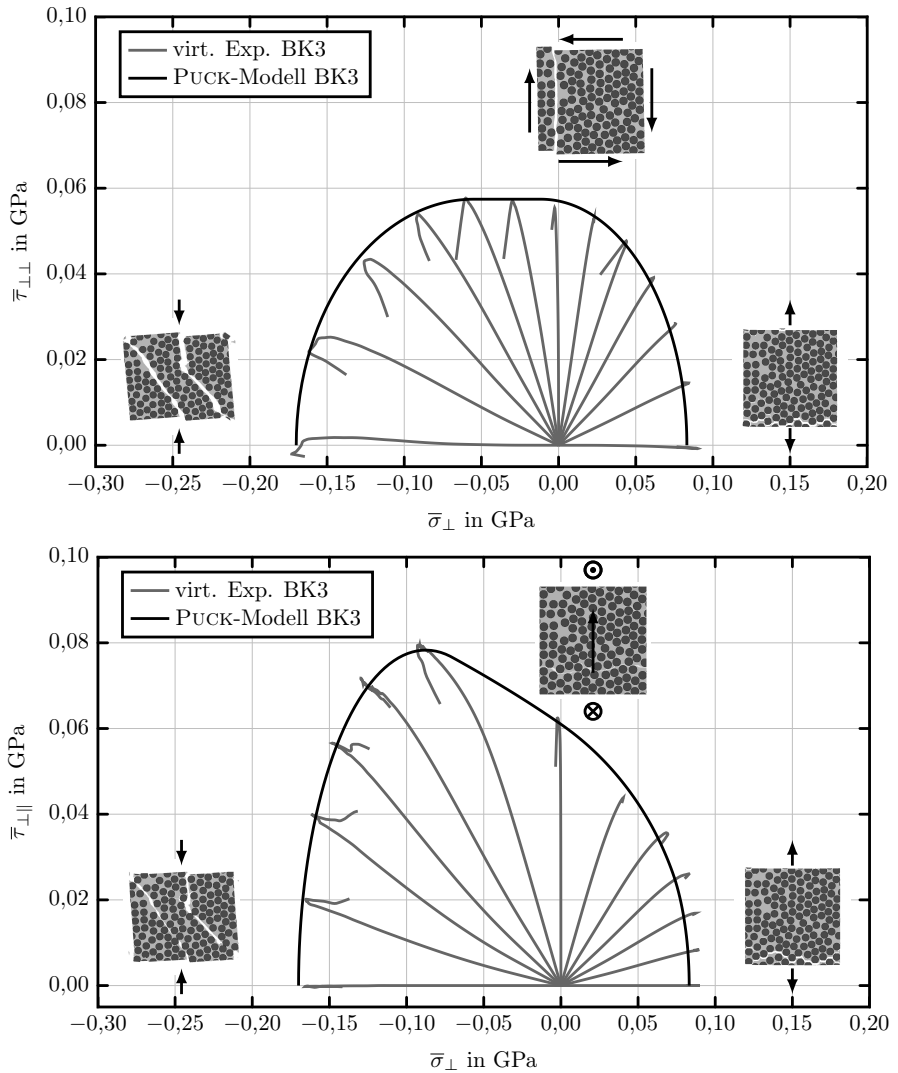 virt. Exp. BK3
PUCK-Modell BK3
0,10
0,08
0,06
0,04
0,02
0,00
τ̅⊥⊥ in GPa
−0,30 −0,25 −0,20 −0,15 −0,10 −0,05 0,00 0,05 0,10 0,15 0,20
σ̅⊥ in GPa
virt. Exp. BK3
PUCK-Modell BK3
0,10
0,08
0,06
0,04
0,02
0,00
τ̅⊥∥ in GPa
−0,30 −0,25 −0,20 −0,15 −0,10 −0,05 0,00 0,05 0,10 0,15 0,20
σ̅⊥ in GPa